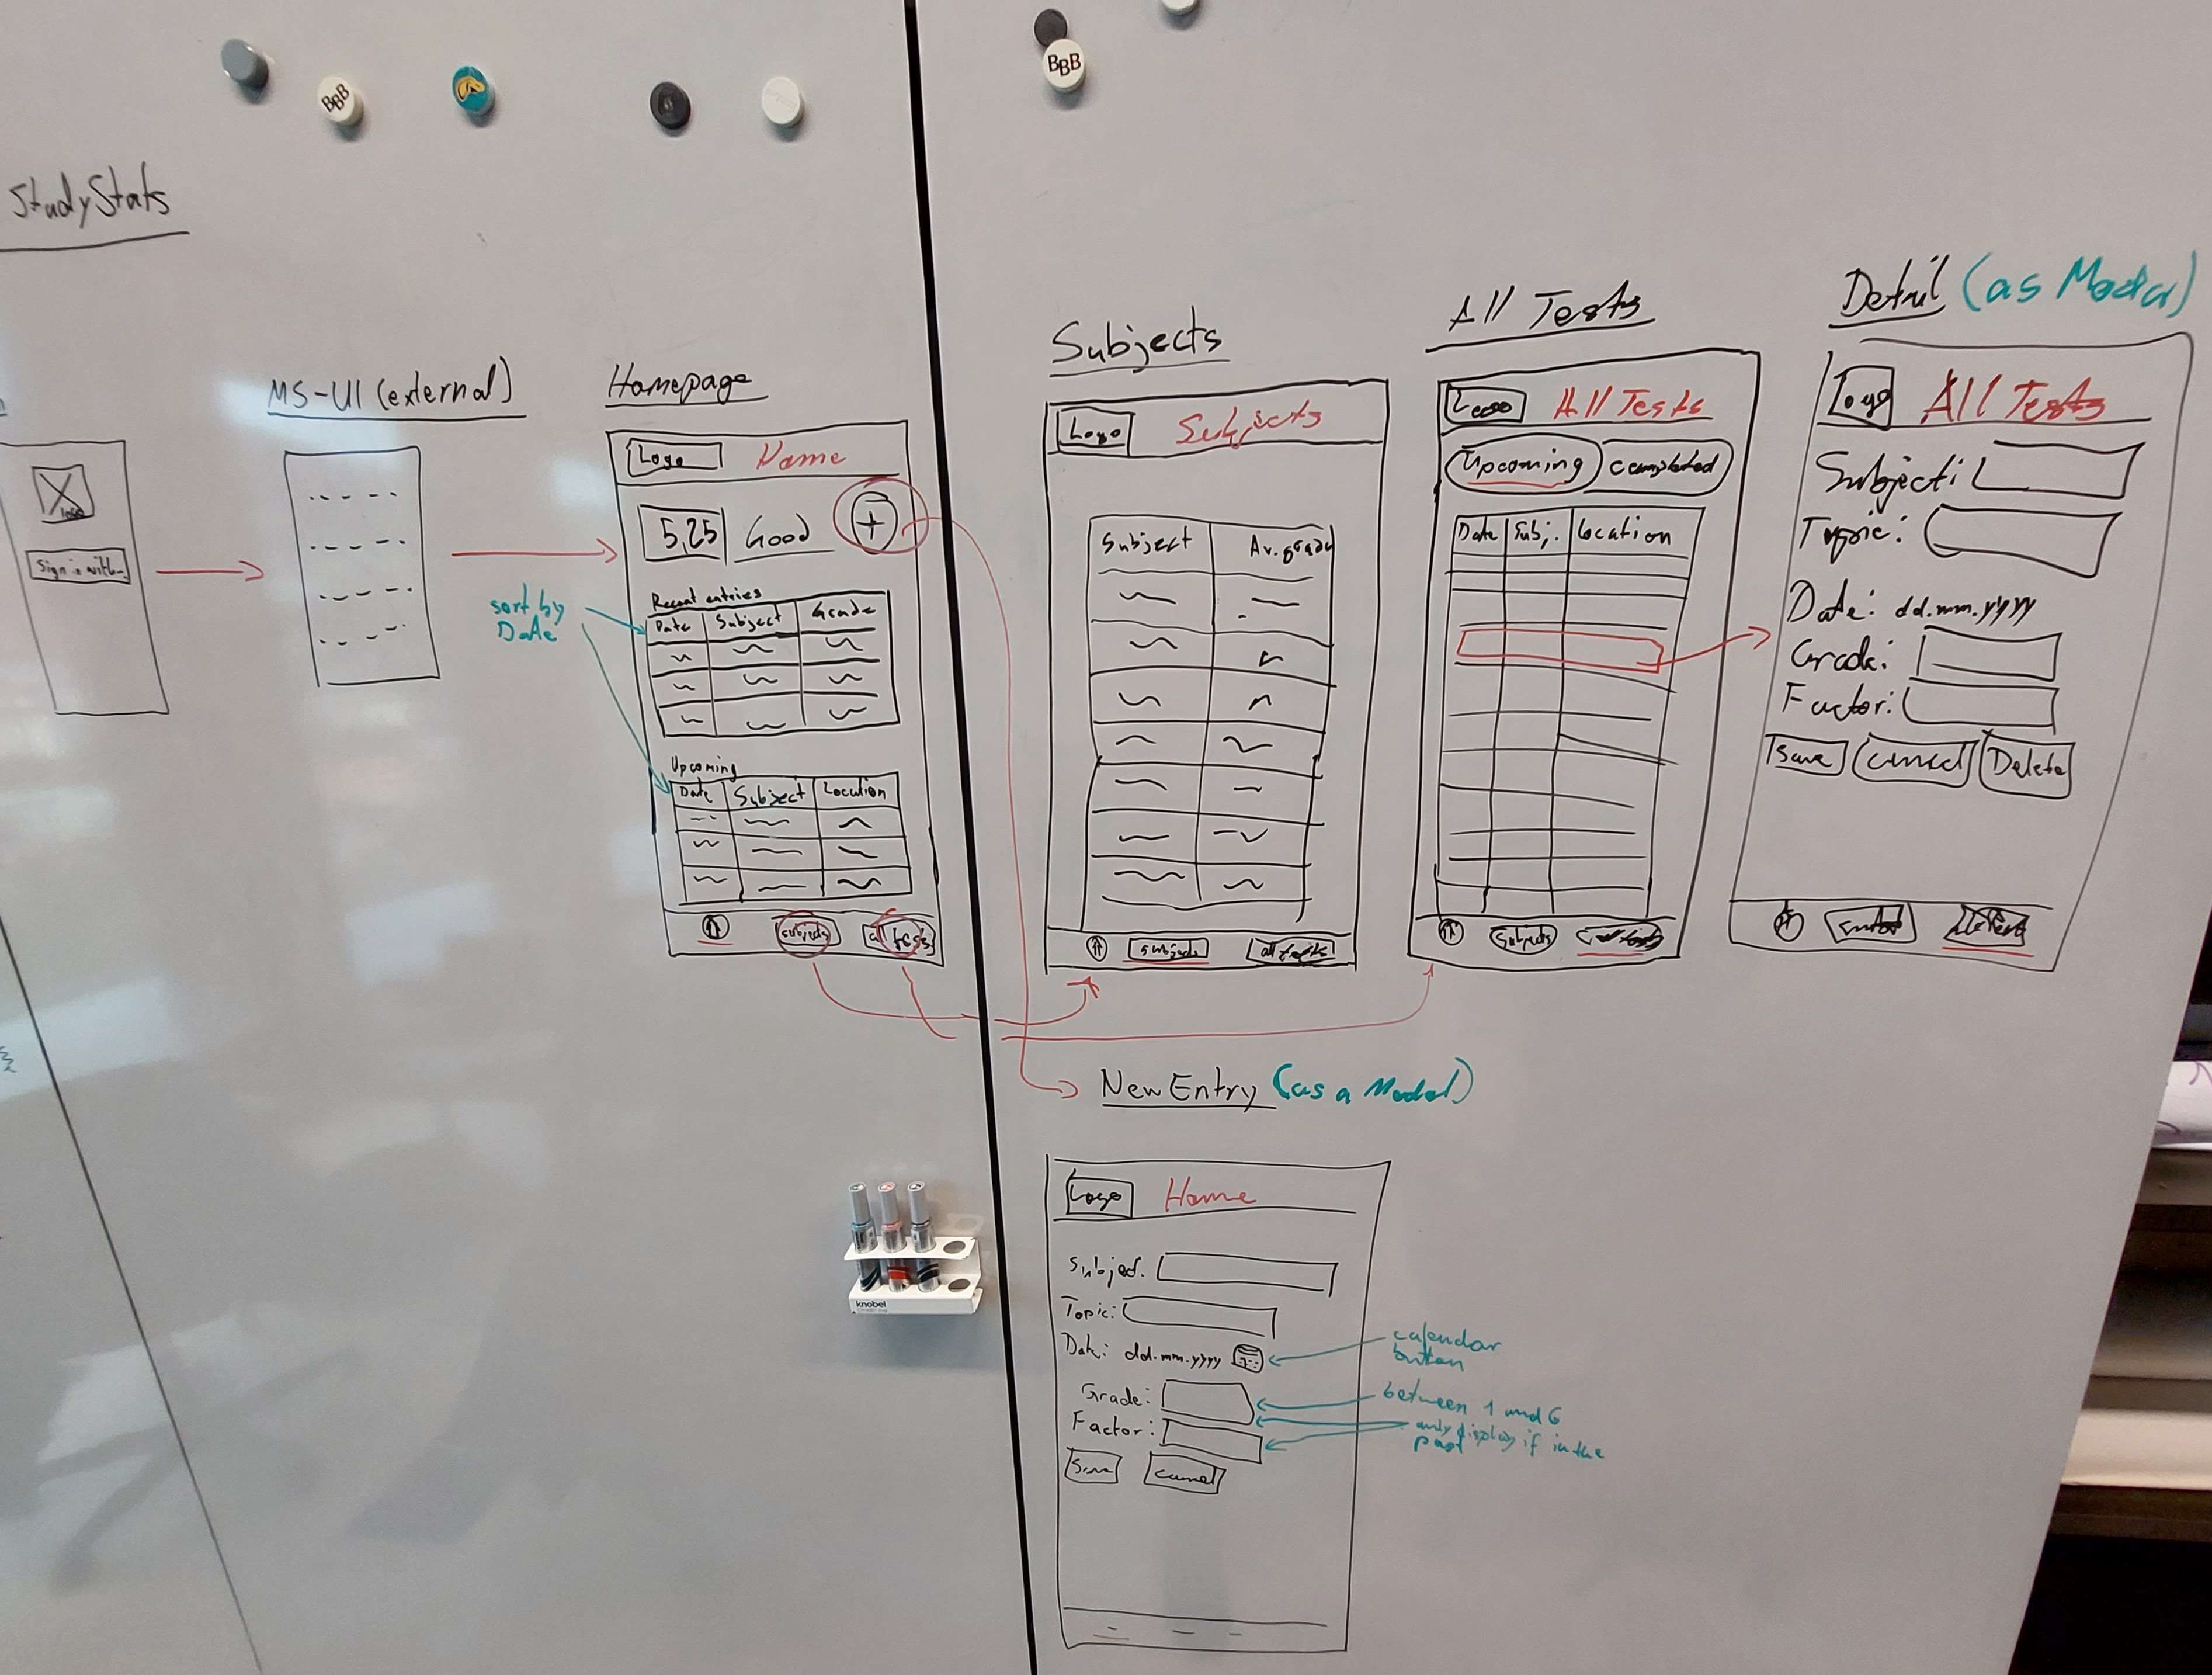 BBB
BBB
StudyStats
logo
Sign in with...
MS-UI (external)
Homepage
Logo Name
5,25 Good +
sort by
Date
Recent entries
Date Subject Grade
Upcoming
Date Subject Location
subjects all tests
Subjects
Logo Subjects
Subject Av. grade
subjects all tests
All Tests
Logo All Tests
Upcoming completed
Date Subj. Location
Subjects all tests
Detail (as Modal)
Logo All Tests
Subject:
Topic:
Date: dd.mm.yyyy
Grade:
Factor:
Save Cancel Delete
New Entry (as a Modal)
Logo Home
Subject:
Topic:
Date: dd.mm.yyyy
calendar
button
Grade:
between 1 and 6
Factor:
only display if in the
past
Save Cancel
knobel